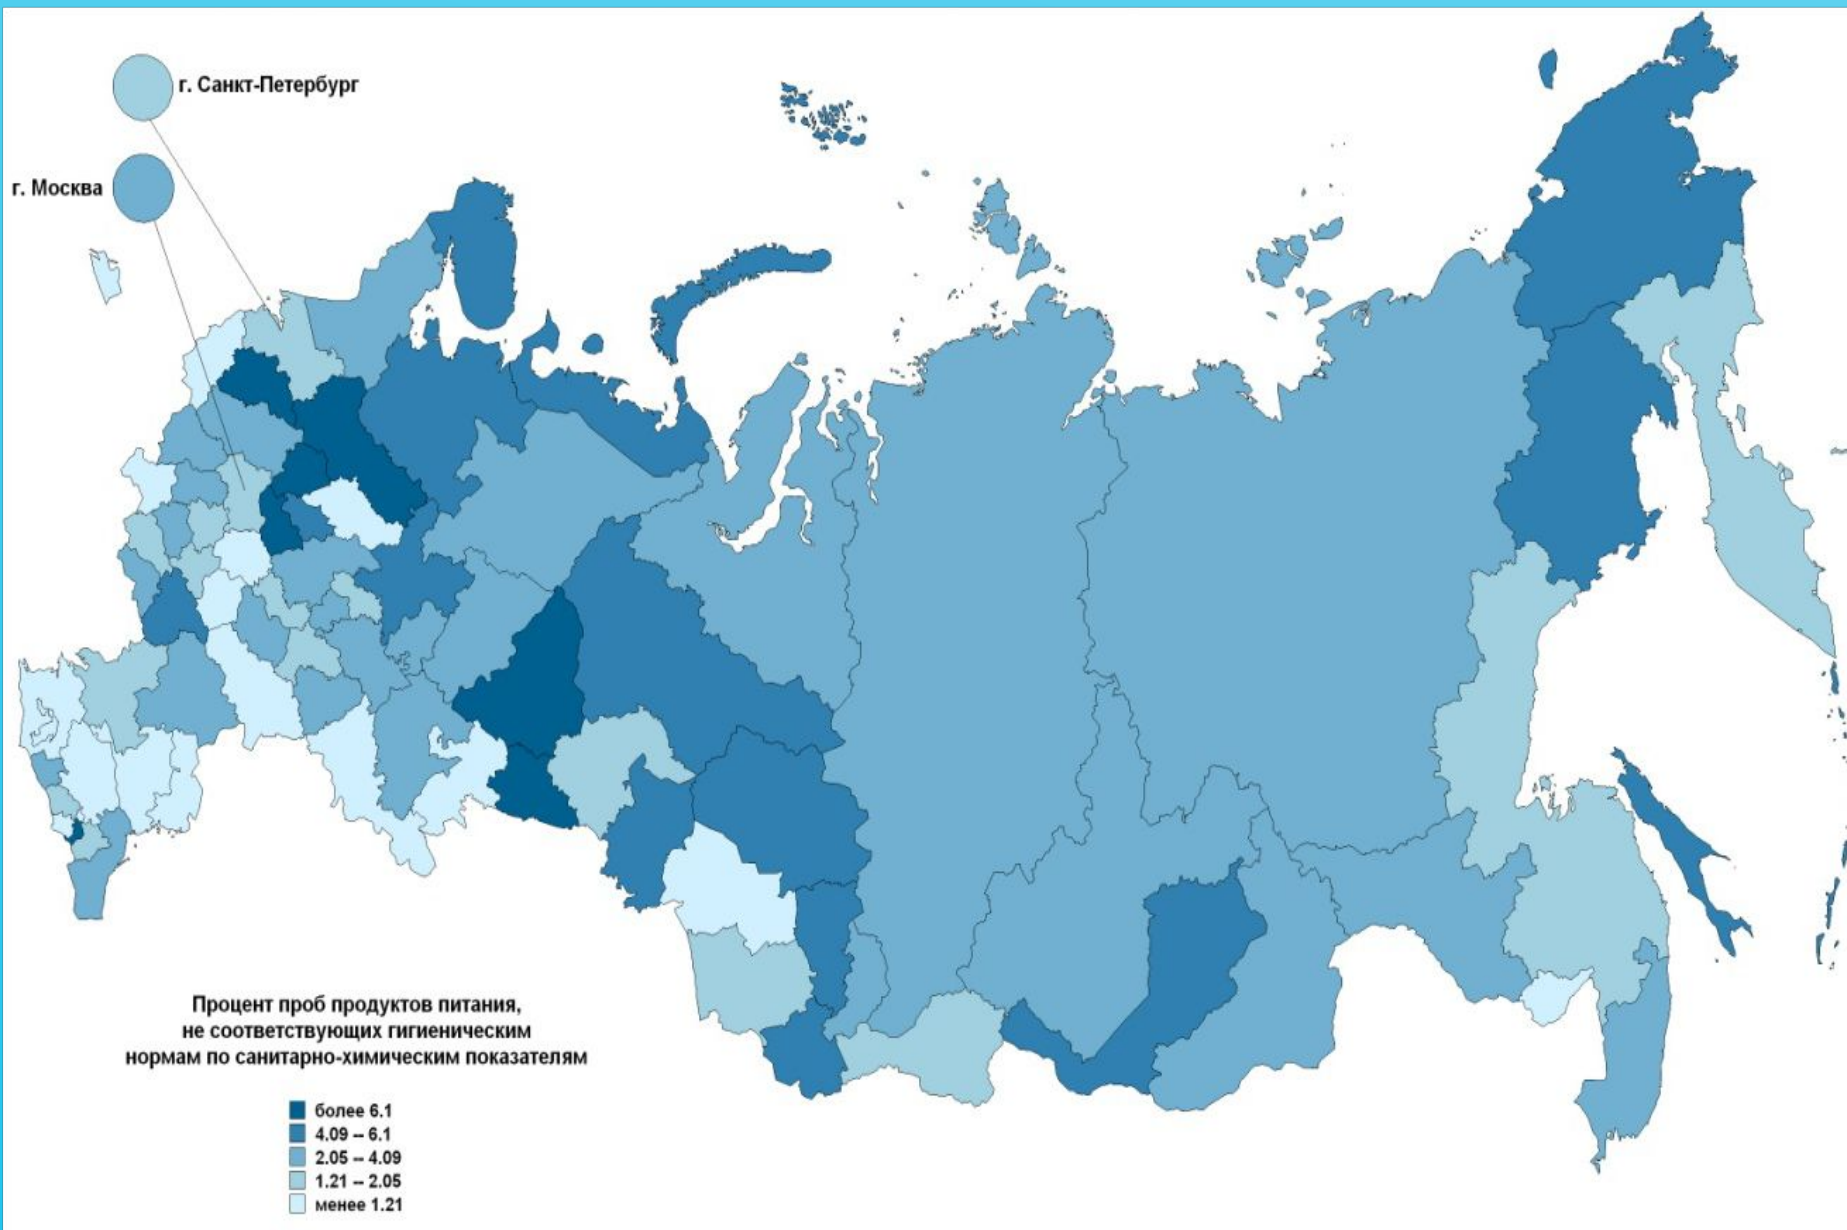 г. Санкт-Петербург
г. Москва
Процент проб продуктов питания,
не соответствующих гигиеническим
нормам по санитарно-химическим показателям
более 6.1
4.09 – 6.1
2.05 – 4.09
1.21 – 2.05
менее 1.21